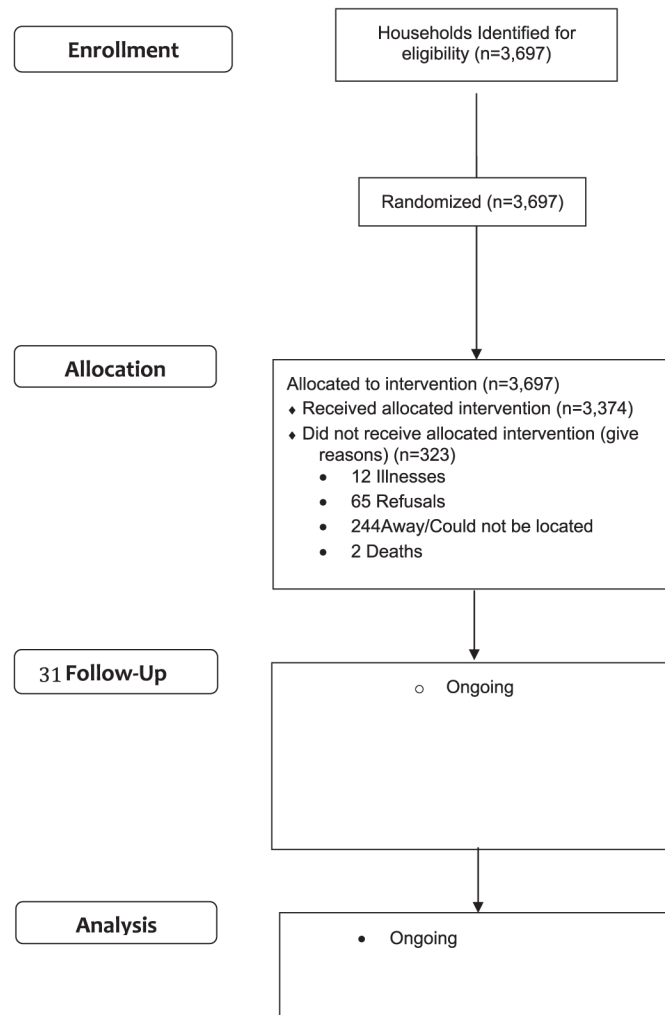 Enrollment
Households Identified for
eligibility (n=3,697)
Randomized (n=3,697)
Allocation
Allocated to intervention (n=3,697)
♦ Received allocated intervention (n=3,374)
♦ Did not receive allocated intervention (give
reasons) (n=323)
● 12 Illnesses
● 65 Refusals
● 244Away/Could not be located
● 2 Deaths
31 Follow-Up
○ Ongoing
Analysis
● Ongoing